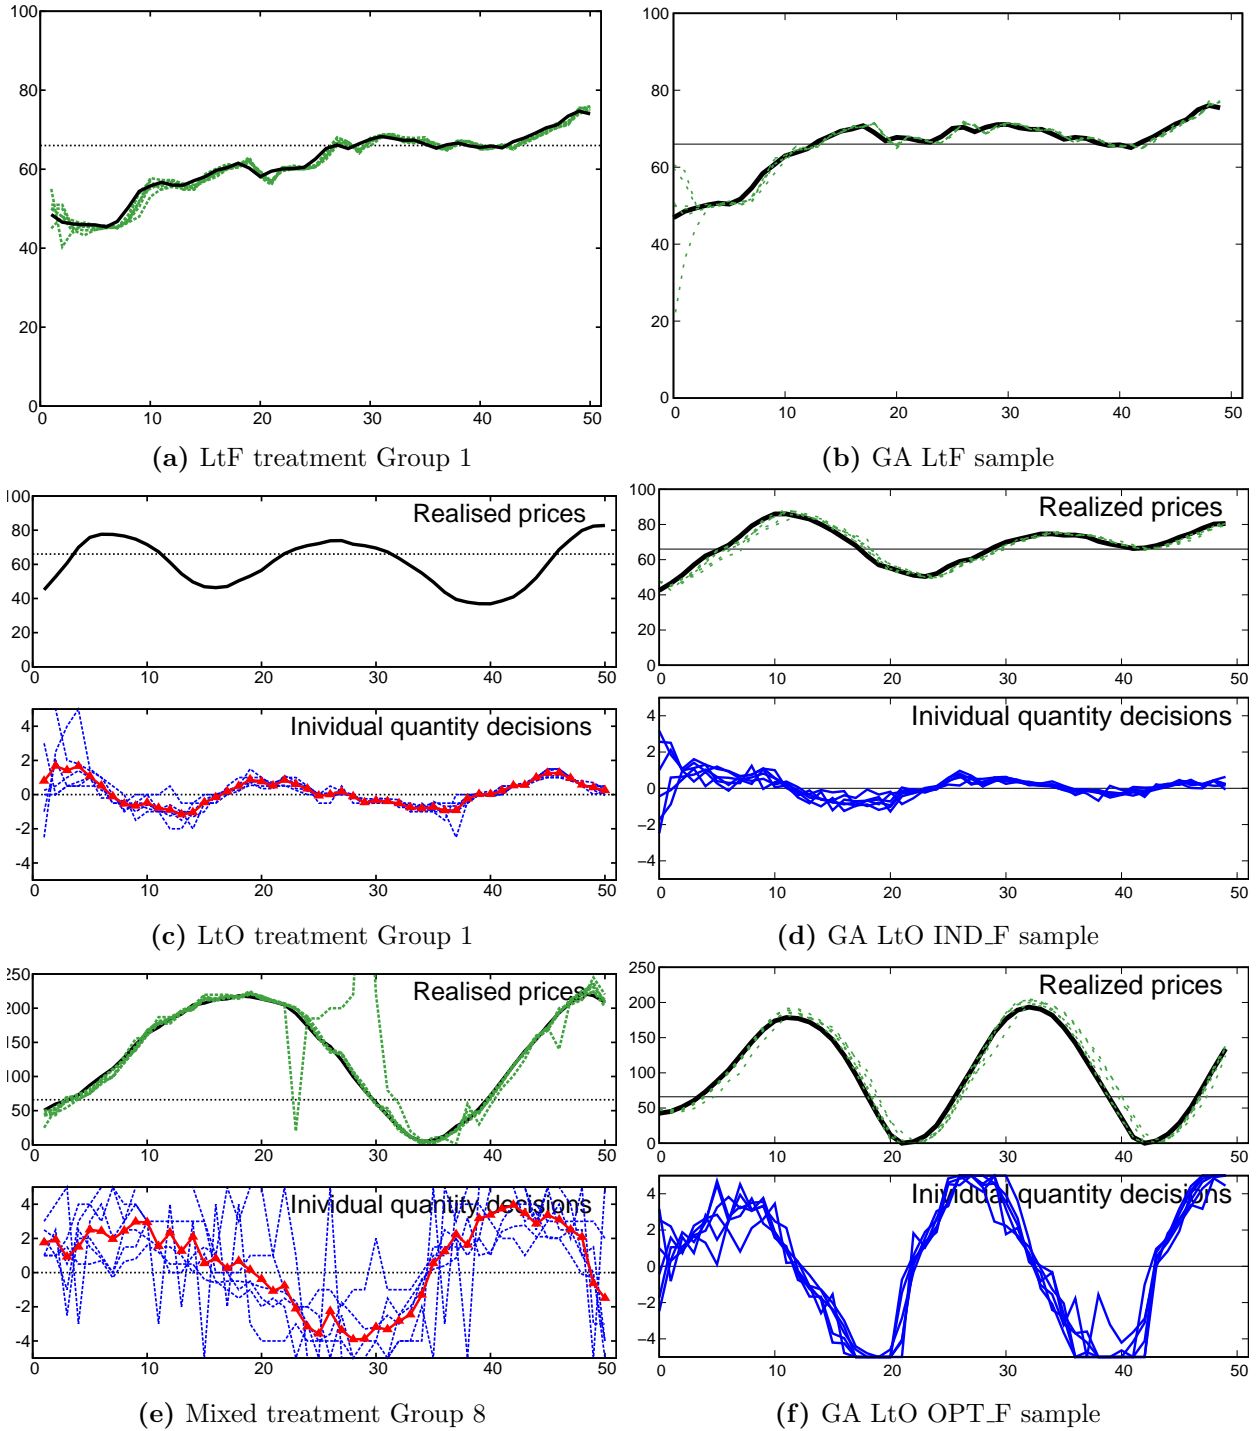 100
80
60
40
20
0
0 10 20 30 40 50
(a) LtF treatment Group 1
100
80
60
40
20
0
0 10 20 30 40 50
(b) GA LtF sample
Realised prices
100
80
60
40
20
0
0 10 20 30 40 50
Inividual quantity decisions
4
2
0
-2
-4
0 10 20 30 40 50
(c) LtO treatment Group 1
Realized prices
100
80
60
40
20
0
0 10 20 30 40 50
Inividual quantity decisions
4
2
0
−2
−4
0 10 20 30 40 50
(d) GA LtO IND_F sample
Realised prices
250
200
150
100
50
0
0 10 20 30 40 50
Inividual quantity decisions
4
2
0
-2
-4
0 10 20 30 40 50
(e) Mixed treatment Group 8
Realized prices
250
200
150
100
50
0
0 10 20 30 40 50
Inividual quantity decisions
4
2
0
−2
−4
0 10 20 30 40 50
(f) GA LtO OPT_F sample